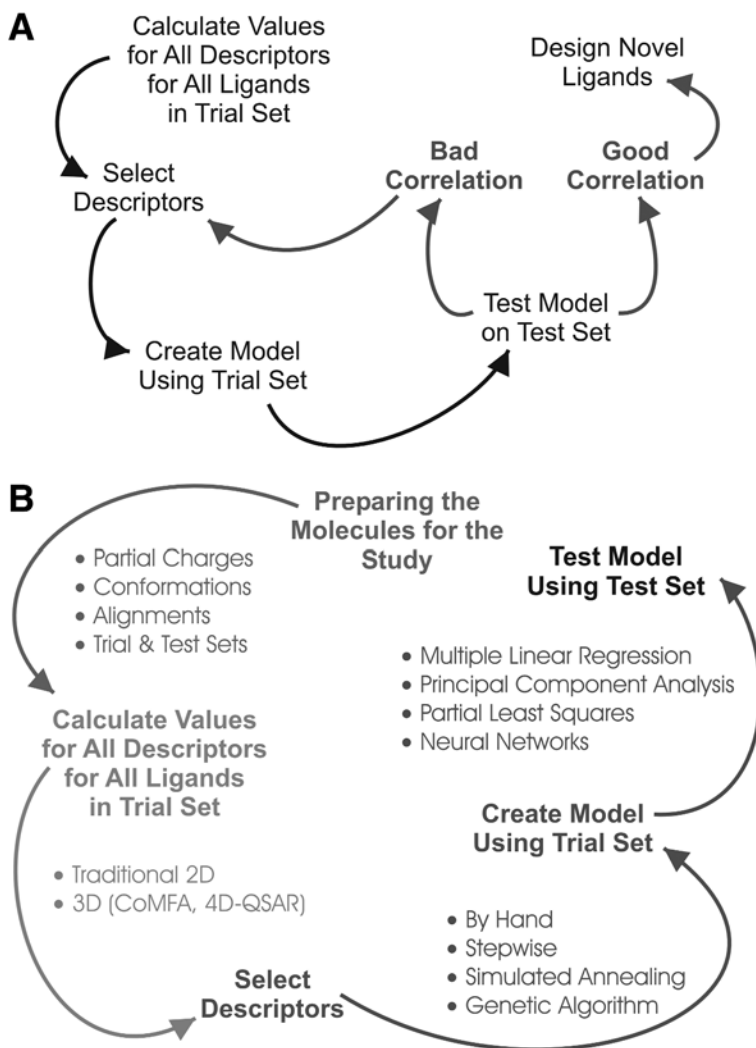 A
Calculate Values
for All Descriptors
for All Ligands
in Trial Set
Design Novel
Ligands
Bad
Correlation
Good
Correlation
Select
Descriptors
Test Model
on Test Set
Create Model
Using Trial Set
B
Preparing the
Molecules for the
Study
• Partial Charges
• Conformations
• Alignments
• Trial & Test Sets
Test Model
Using Test Set
• Multiple Linear Regression
• Principal Component Analysis
• Partial Least Squares
• Neural Networks
Calculate Values
for All Descriptors
for All Ligands
in Trial Set
Create Model
Using Trial Set
• Traditional 2D
• 3D (CoMFA, 4D-QSAR)
• By Hand
• Stepwise
• Simulated Annealing
• Genetic Algorithm
Select
Descriptors